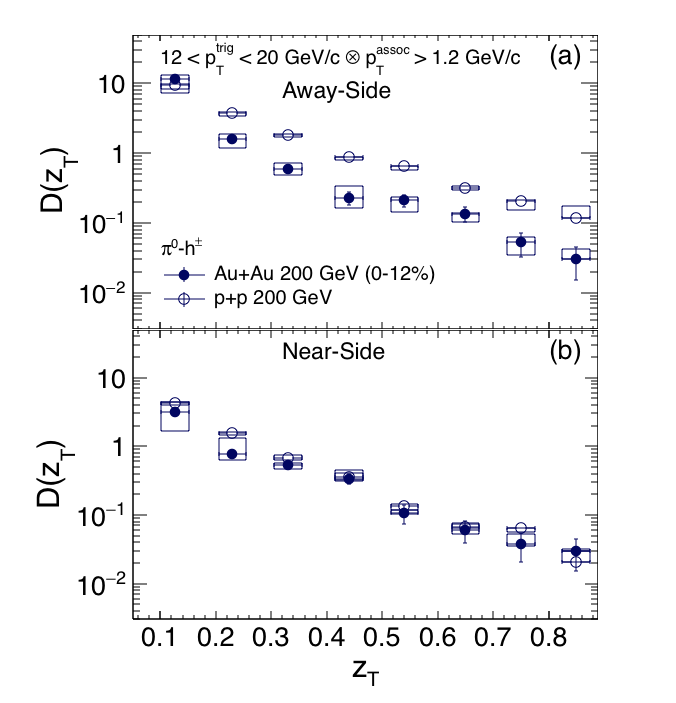 12 < p_T^trig < 20 GeV/c ⊗ p_T^assoc > 1.2 GeV/c (a)
Away-Side
10
1
10^−1
10^−2
D(z_T)
π^0-h^±
Au+Au 200 GeV (0-12%)
p+p 200 GeV
Near-Side (b)
10
1
10^−1
10^−2
D(z_T)
0.1 0.2 0.3 0.4 0.5 0.6 0.7 0.8
z_T